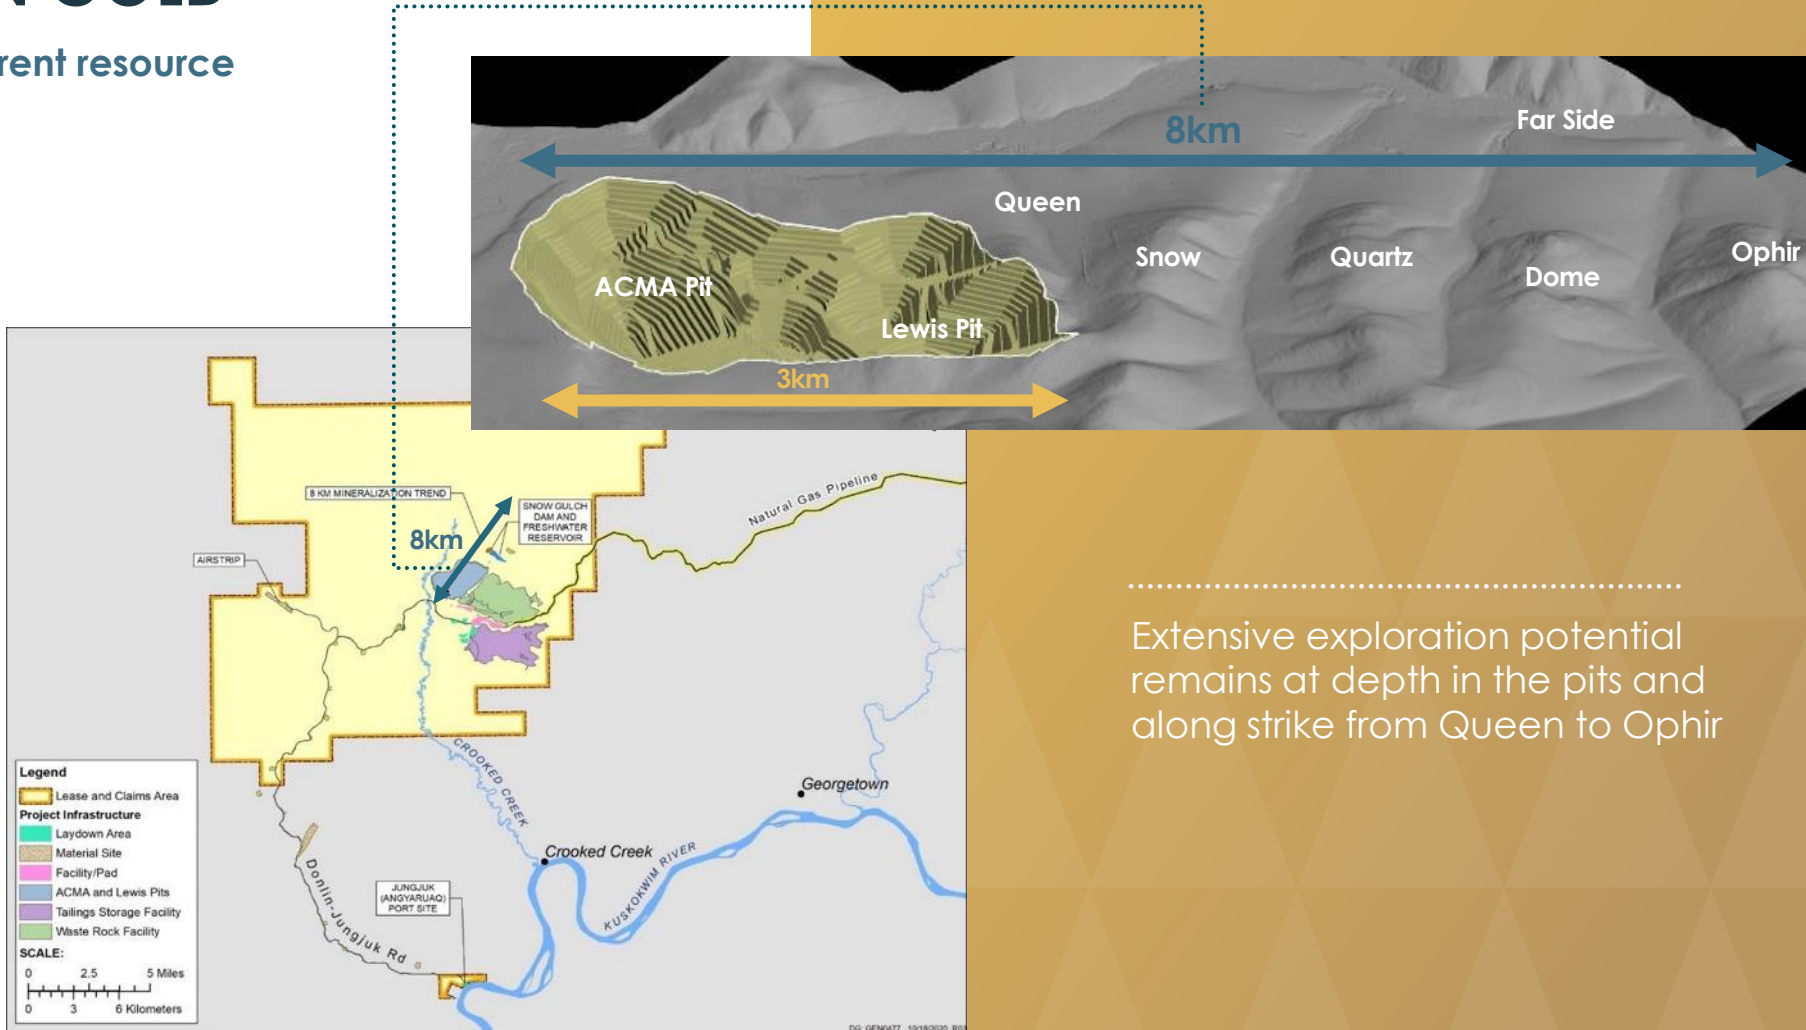 GOLD
rent resource
8km
Far Side
Queen
Snow
Quartz
Dome
Ophir
ACMA Pit
Lewis Pit
3km
8 KM MINERALIZATION TREND
SNOW GULCH
DAM AND
FRESHWATER
RESERVOIR
8km
AIRSTRIP
Natural Gas Pipeline
Extensive exploration potential
remains at depth in the pits and
along strike from Queen to Ophir
CROOKED CREEK
Georgetown
Crooked Creek
KUSKOKWIM RIVER
JUNGJUK
(ANGYARUAQ)
PORT SITE
Donlin-Jungjuk Rd
Legend
Lease and Claims Area
Project Infrastructure
Laydown Area
Material Site
Facility/Pad
ACMA and Lewis Pits
Tailings Storage Facility
Waste Rock Facility
SCALE:
0 2.5 5 Miles
0 3 6 Kilometers